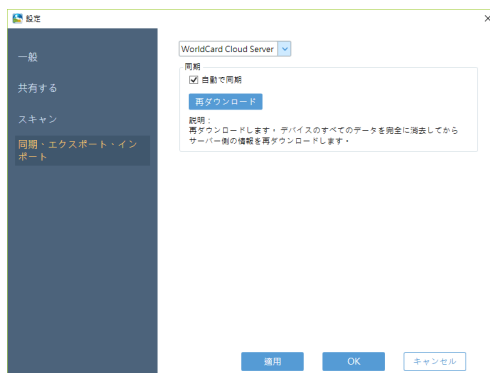 設定
一般
共有する
スキャン
同期・エクスポート・イン
ポート
WorldCard Cloud Server
同期
自動で同期
再ダウンロード
説明：
再ダウンロードします・ デバイスのすべてのデータを完全に消去してから
サーバー側の情報を再ダウンロードします・
適用
OK
キャンセル